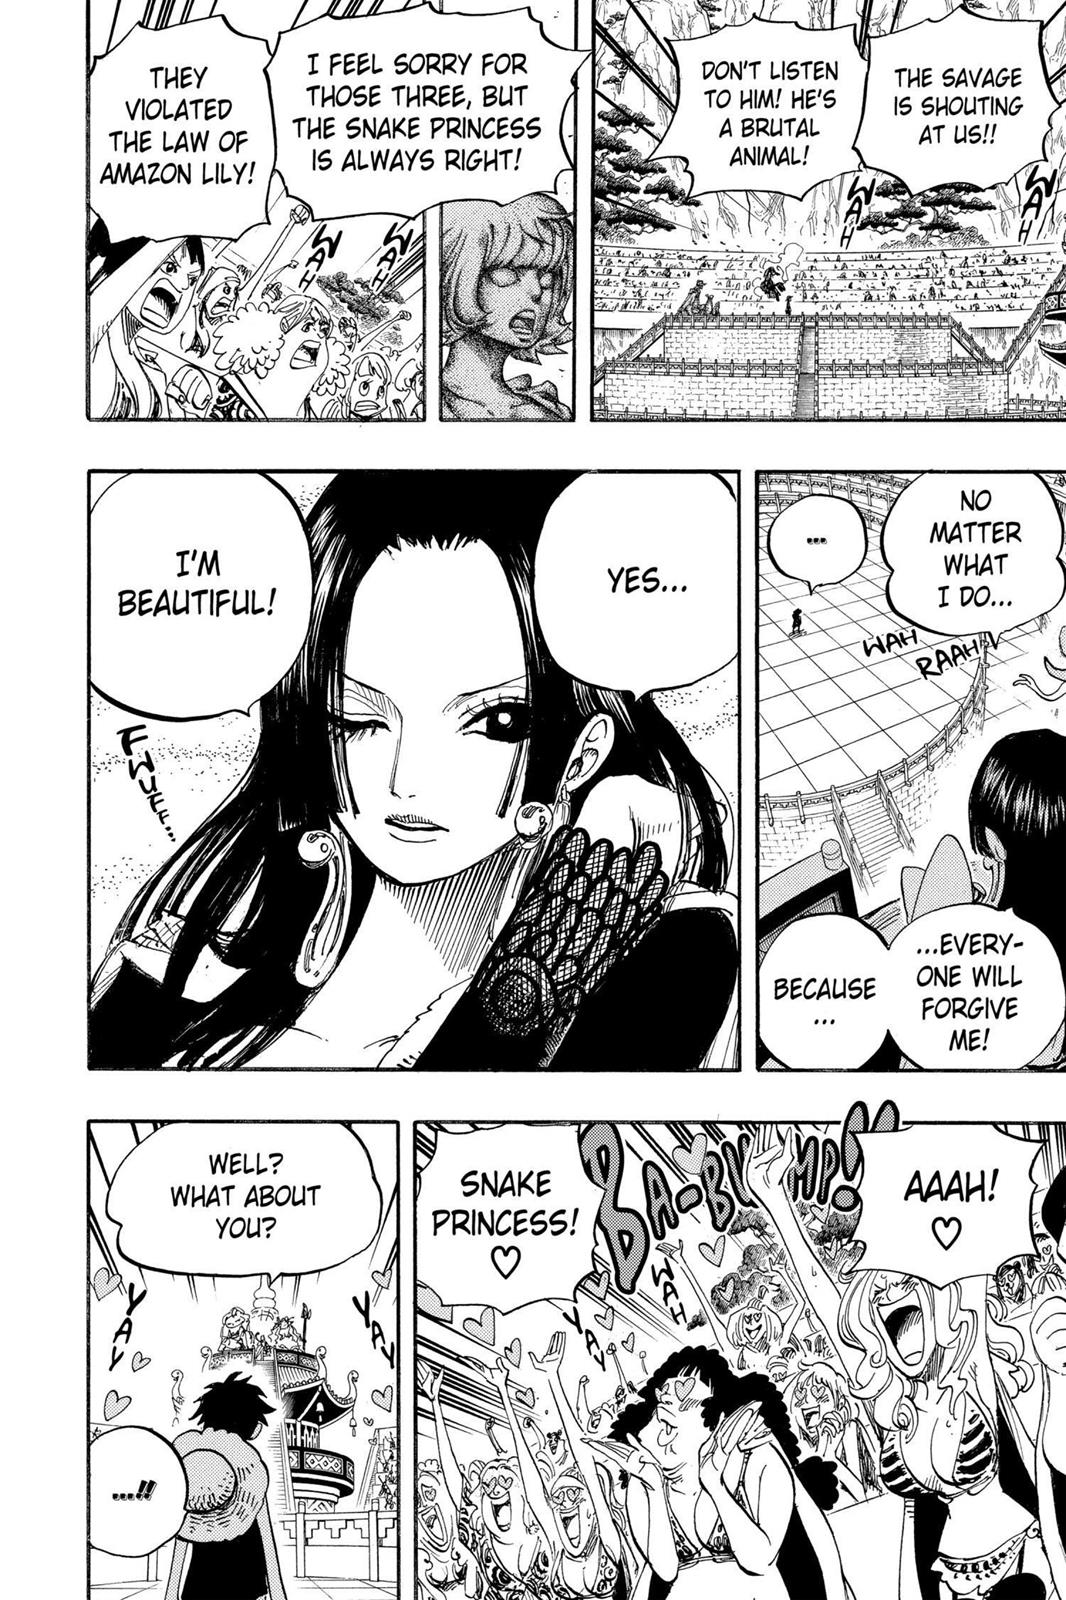 THE SAVAGE
IS SHOUTING
AT US!!
DON'T LISTEN
TO HIM! HE'S
A BRUTAL
ANIMAL!
WAH
WAH
I FEEL SORRY FOR
THOSE THREE, BUT
THE SNAKE PRINCESS
IS ALWAYS RIGHT!
THEY
VIOLATED
THE LAW OF
AMAZON LILY!
WAH
WAH
NO
MATTER
WHAT
I DO...
...
WAH
RAAH
...EVERY-
ONE WILL
FORGIVE
ME!
BECAUSE
...
YES...
I'M
BEAUTIFUL!
FWUFF...
AAAH!
♡
BA-BUMP!!
SNAKE
PRINCESS!
♡
WAH
YAY
WELL?
WHAT ABOUT
YOU?
YAY
YAY
....!!